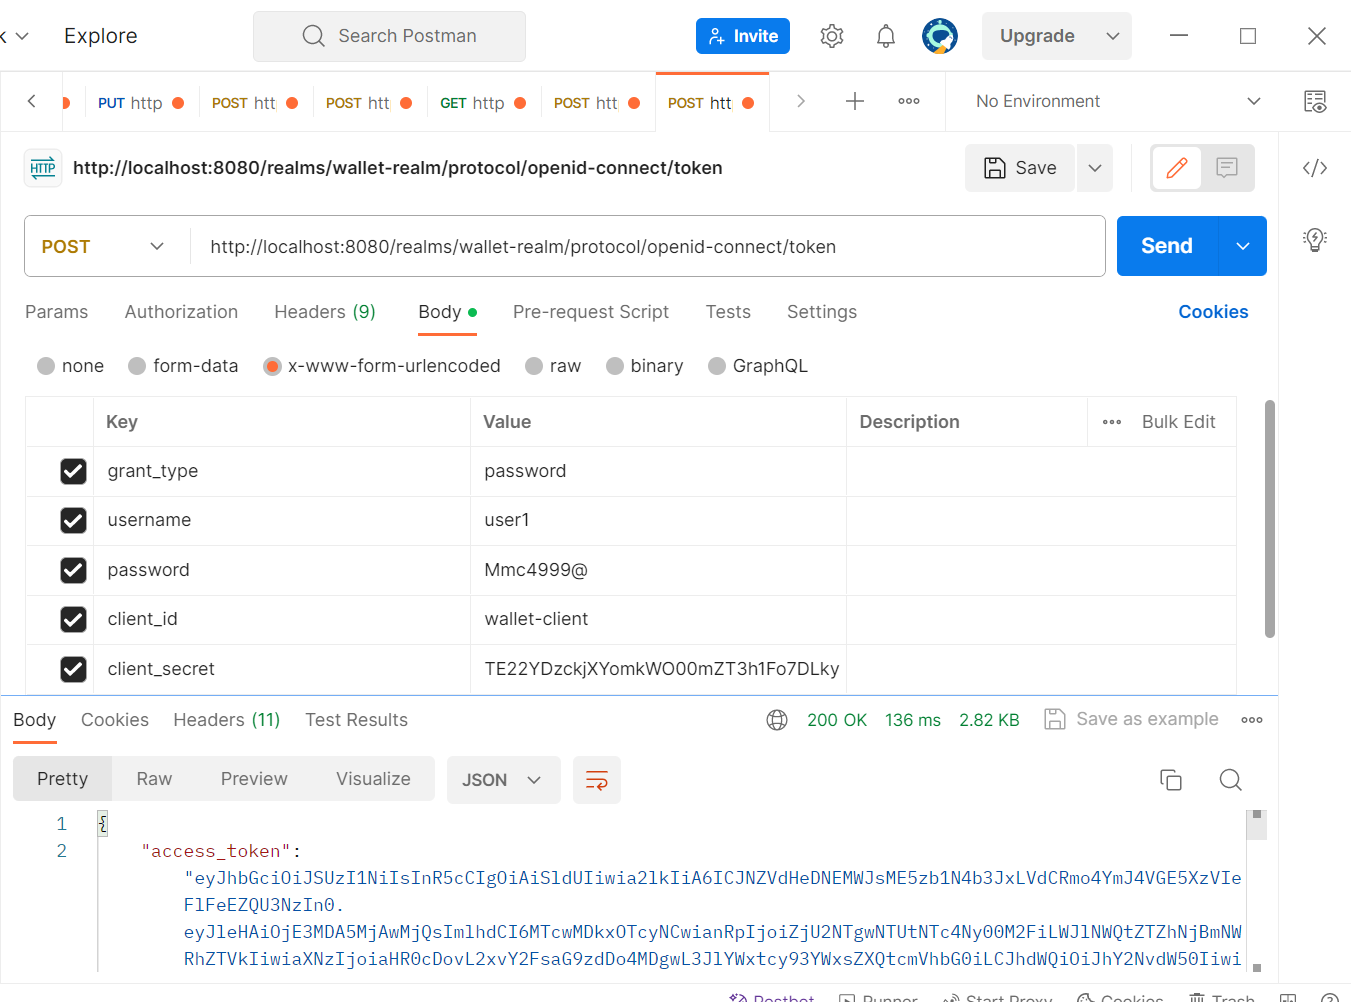 Explore
Search Postman
Invite
Upgrade
PUT http
POST htt
POST htt
GET http
POST htt
POST htt
No Environment
HTTP http://localhost:8080/realms/wallet-realm/protocol/openid-connect/token
Save
POST
http://localhost:8080/realms/wallet-realm/protocol/openid-connect/token
Send
Params Authorization Headers (9) Body Pre-request Script Tests Settings Cookies
none form-data x-www-form-urlencoded raw binary GraphQL
Key Value Description Bulk Edit
grant_type password
username user1
password Mmc4999@
client_id wallet-client
client_secret TE22YDzckjXYomkWO00mZT3h1Fo7DLky
Body Cookies Headers (11) Test Results 200 OK 136 ms 2.82 KB Save as example
Pretty Raw Preview Visualize JSON
1 {
2 "access_token":
"eyJhbGciOiJSUzI1NiIsInR5cCIgOiAiSldUIiwia2lkIiA6ICJNZVdHeDNEMWJsME5zb1N4b3JxLVdCRmo4YmJ4VGE5XzVIe
FlFeEZQU3NzIn0.
eyJleHAiOjE3MDA5MjAwMjQsImlhdCI6MTcwMDkxOTcyNCwianRpIjoiZjU2NTgwNTUtNTc4Ny00M2FiLWJlNWQtZTZhNjBmNW
RhZTVkIiwiaXNzIjoiaHR0cDovL2xvY2FsaG9zdDo4MDgwL3JlYWxtcy93YWxsZXQtcmVhbG0iLCJhdWQiOiJhY2NvdW50Iiwi
Postbot Runner Start Proxy Cookies Trash